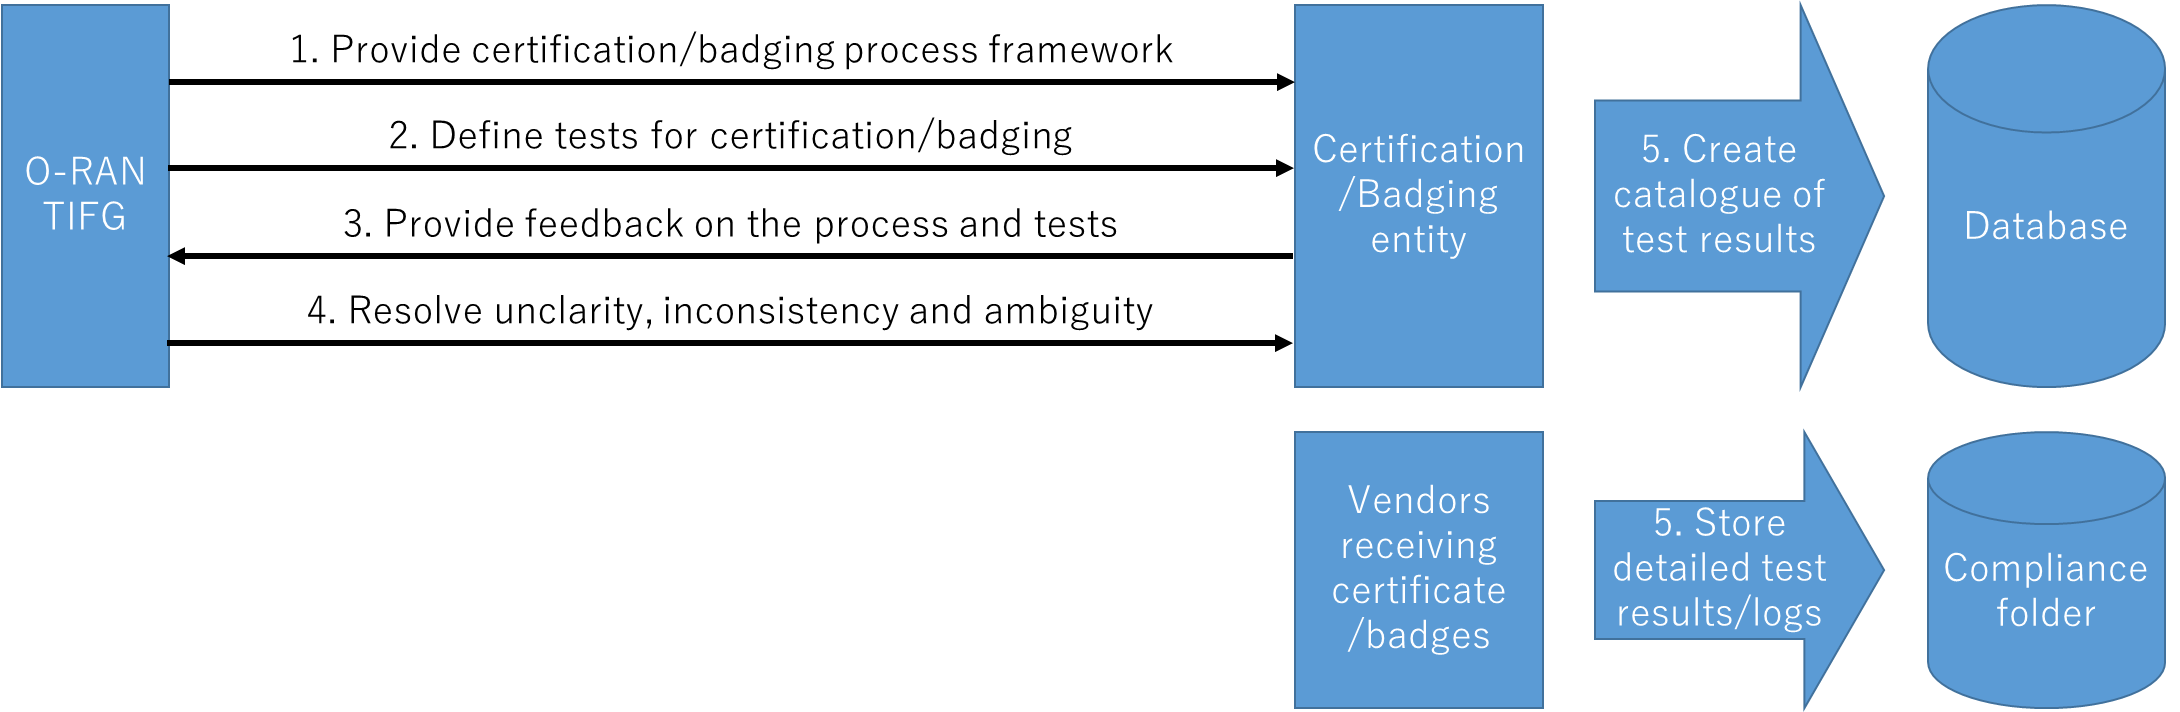 O-RAN
TIFG
1. Provide certification/badging process framework
2. Define tests for certification/badging
3. Provide feedback on the process and tests
4. Resolve unclarity, inconsistency and ambiguity
Certification
/Badging
entity
5. Create
catalogue of
test results
Database
Vendors
receiving
certificate
/badges
5. Store
detailed test
results/logs
Compliance
folder